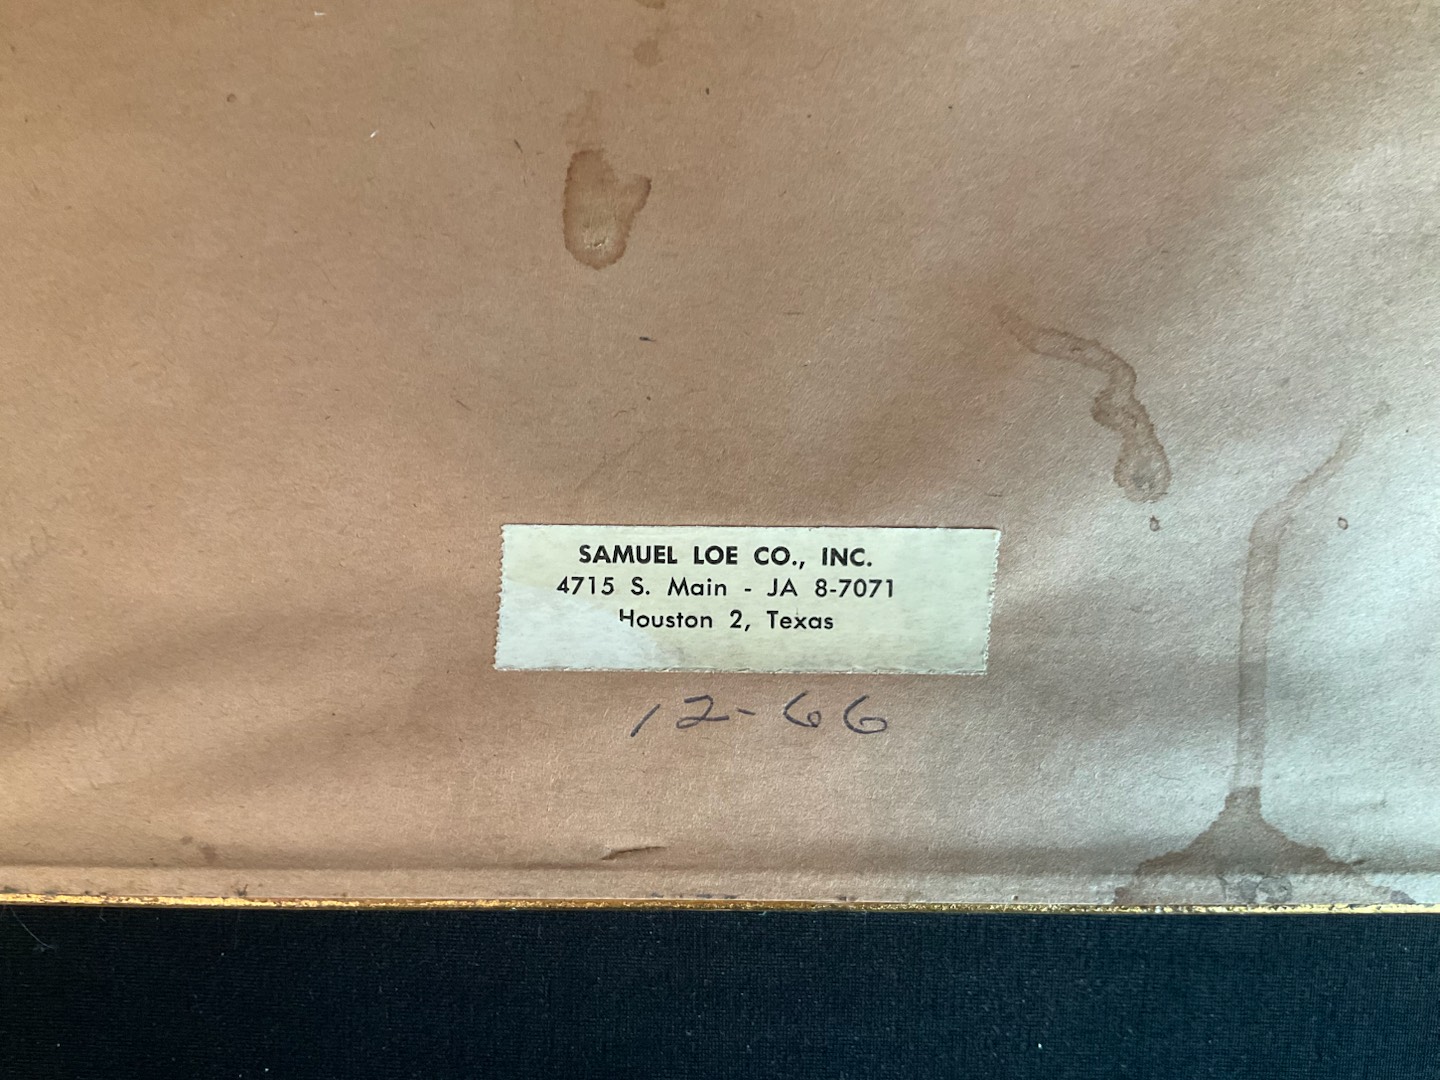 SAMUEL LOE CO., INC.
4715 S. Main - JA 8-7071
Houston 2, Texas
12-66